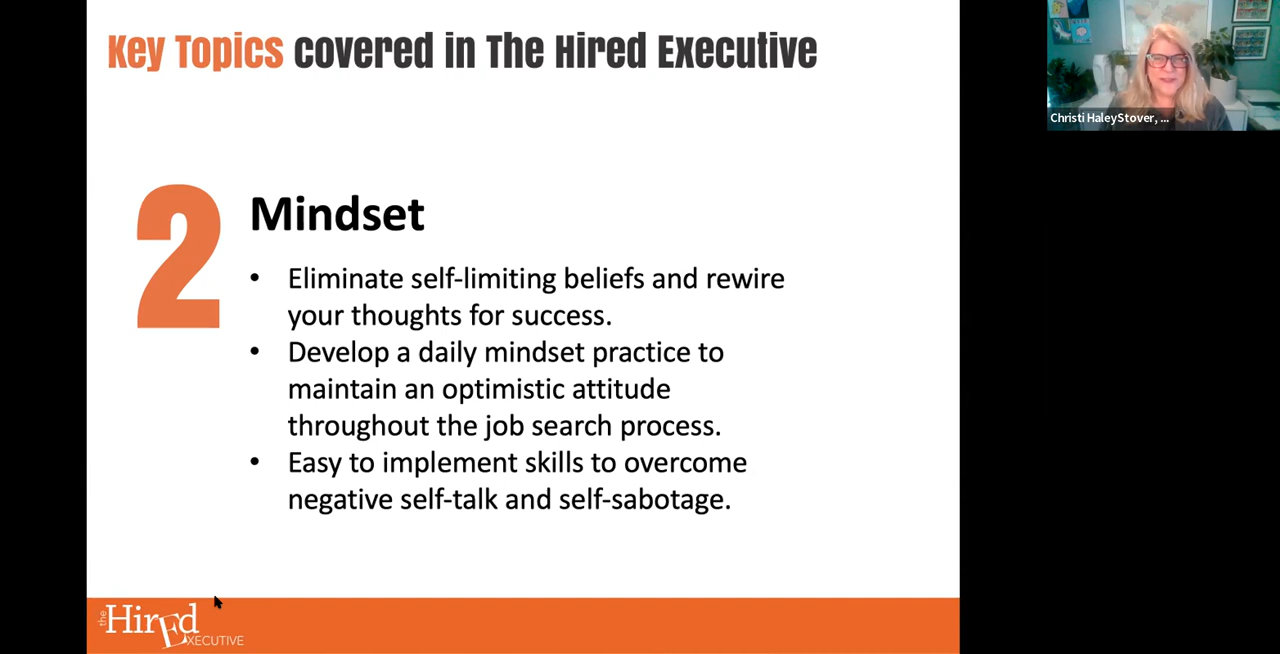 Key Topics covered in The Hired Executive
Christi HaleyStover, ...
2
Mindset
• Eliminate self-limiting beliefs and rewire
your thoughts for success.
• Develop a daily mindset practice to
maintain an optimistic attitude
throughout the job search process.
• Easy to implement skills to overcome
negative self-talk and self-sabotage.
the HirEd
EXECUTIVE